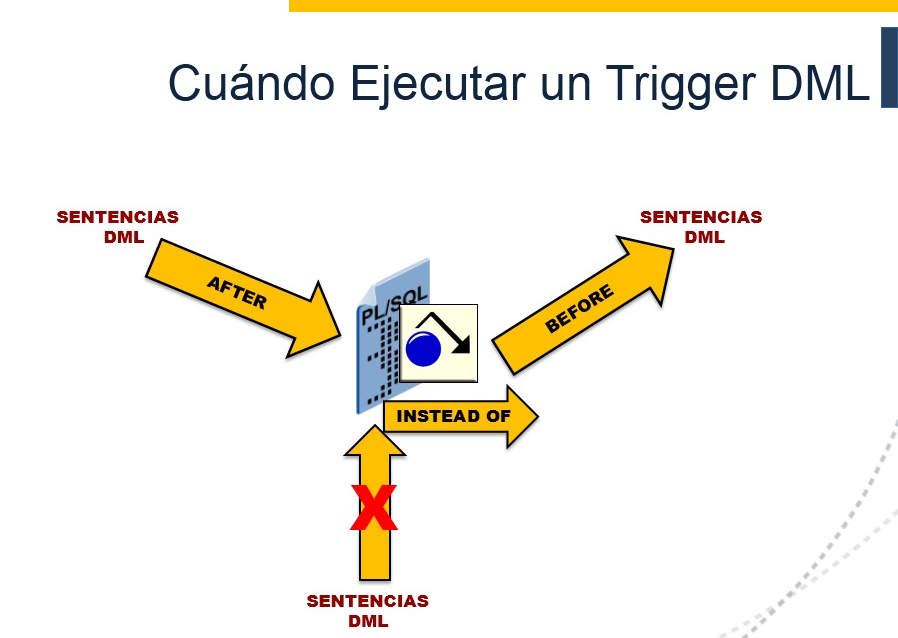 Cuándo Ejecutar un Trigger DML
SENTENCIAS
DML
SENTENCIAS
DML
AFTER
PL/SQL
BEFORE
INSTEAD OF
X
SENTENCIAS
DML